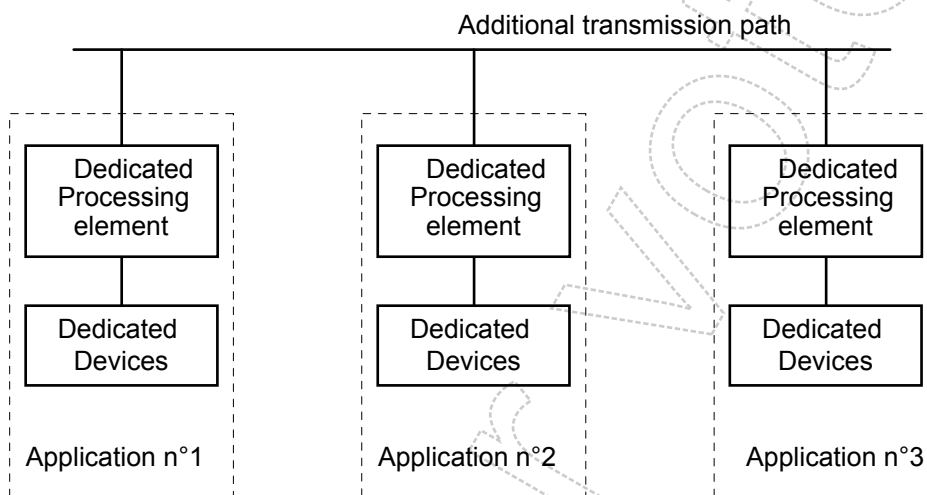 Additional transmission path
Dedicated
Processing
element
Dedicated
Processing
element
Dedicated
Processing
element
Dedicated
Devices
Dedicated
Devices
Dedicated
Devices
Application n°1
Application n°2
Application n°3